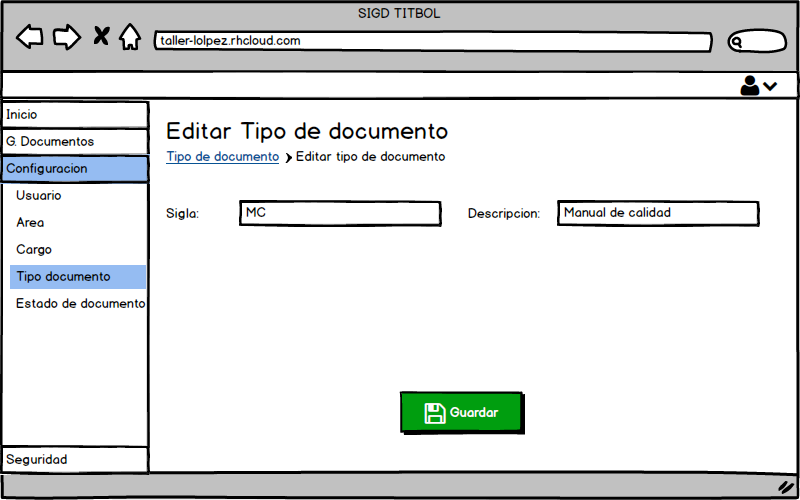 SIGD TITBOL
taller-lolpez.rhcloud.com
Inicio
G. Documentos
Configuracion
Usuario
Area
Cargo
Tipo documento
Estado de documento
Seguridad
Editar Tipo de documento
Tipo de documento Editar tipo de documento
Sigla: MC Descripcion: Manual de calidad
Guardar